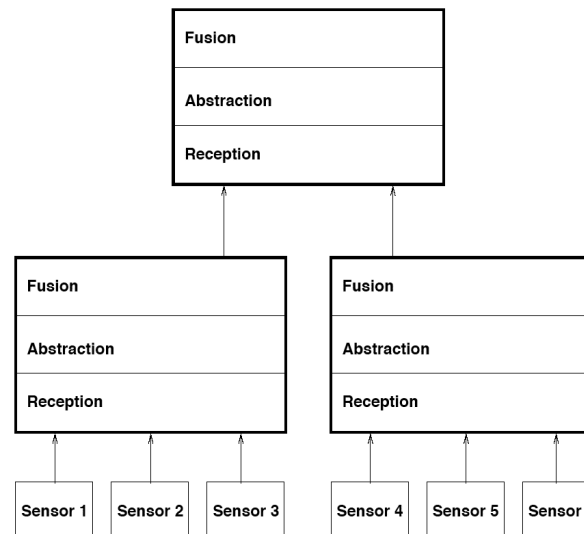 Fusion
Abstraction
Reception
Fusion
Abstraction
Reception
Fusion
Abstraction
Reception
Sensor 1
Sensor 2
Sensor 3
Sensor 4
Sensor 5
Sensor